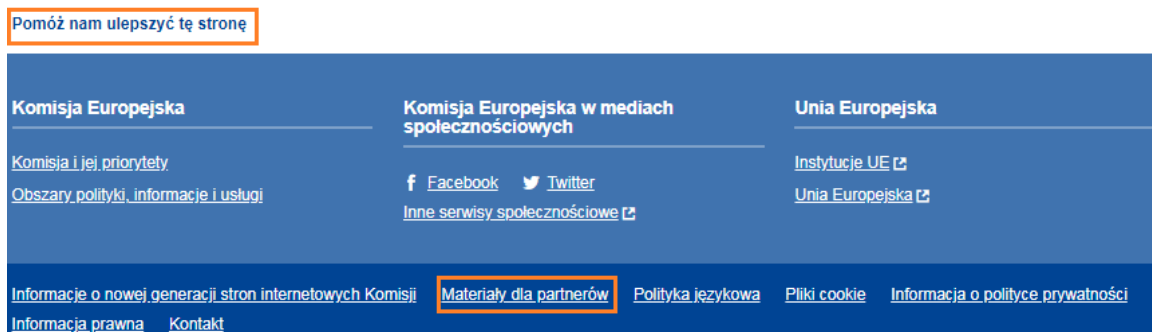 Pomóż nam ulepszyć tę stronę
Komisja Europejska
Komisja i jej priorytety
Obszary polityki, informacje i usługi
Komisja Europejska w mediach
społecznościowych
Facebook Twitter
Inne serwisy społecznościowe
Unia Europejska
Instytucje UE
Unia Europejska
Informacje o nowej generacji stron internetowych Komisji Materiały dla partnerów Polityka językowa Pliki cookie Informacja o polityce prywatności
Informacja prawna Kontakt